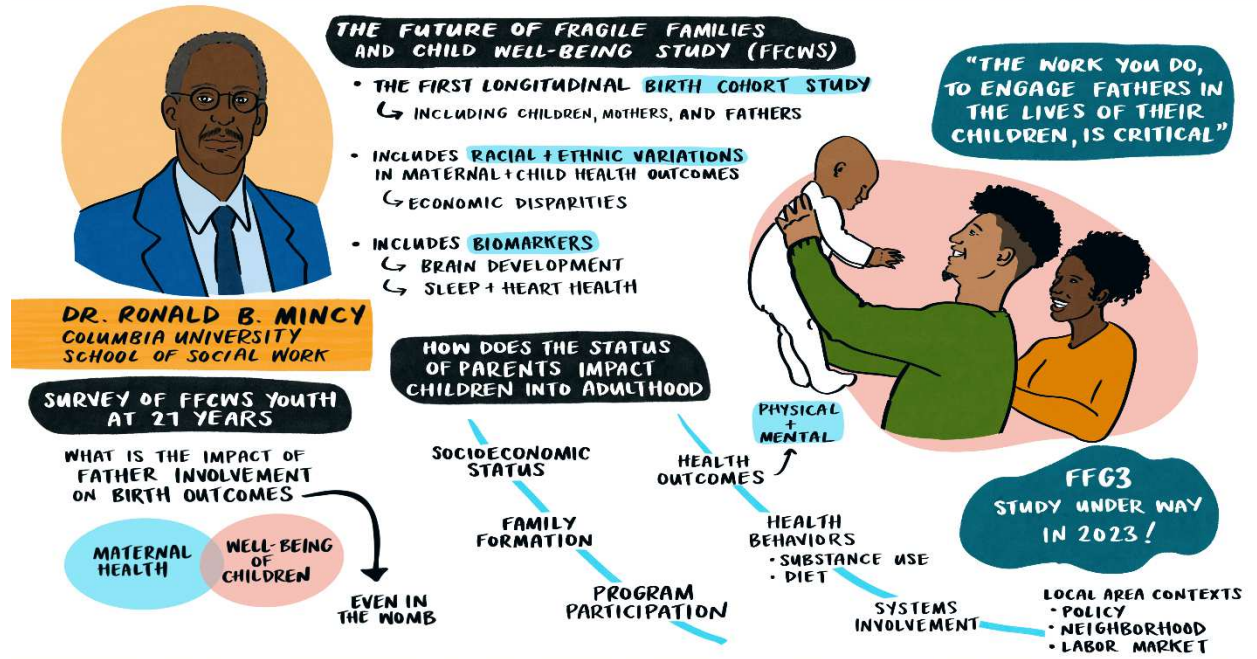 THE FUTURE OF FRAGILE FAMILIES
AND CHILD WELL-BEING STUDY (FFCWS)
• THE FIRST LONGITUDINAL BIRTH COHORT STUDY
↳ INCLUDING CHILDREN, MOTHERS, AND FATHERS
• INCLUDES RACIAL + ETHNIC VARIATIONS
IN MATERNAL + CHILD HEALTH OUTCOMES
↳ ECONOMIC DISPARITIES
• INCLUDES BIOMARKERS
↳ BRAIN DEVELOPMENT
↳ SLEEP + HEART HEALTH
"THE WORK YOU DO,
TO ENGAGE FATHERS IN
THE LIVES OF THEIR
CHILDREN, IS CRITICAL"
DR. RONALD B. MINCY
COLUMBIA UNIVERSITY
SCHOOL OF SOCIAL WORK
SURVEY OF FFCWS YOUTH
AT 21 YEARS
WHAT IS THE IMPACT OF
FATHER INVOLVEMENT
ON BIRTH OUTCOMES
MATERNAL
HEALTH
WELL-BEING
OF
CHILDREN
EVEN IN
THE WOMB
HOW DOES THE STATUS
OF PARENTS IMPACT
CHILDREN INTO ADULTHOOD
SOCIOECONOMIC
STATUS
FAMILY
FORMATION
PROGRAM
PARTICIPATION
PHYSICAL
+
MENTAL
HEALTH
OUTCOMES
HEALTH
BEHAVIORS
• SUBSTANCE USE
• DIET
SYSTEMS
INVOLVEMENT
LOCAL AREA CONTEXTS
• POLICY
• NEIGHBORHOOD
• LABOR MARKET
FFG3
STUDY UNDER WAY
IN 2023!